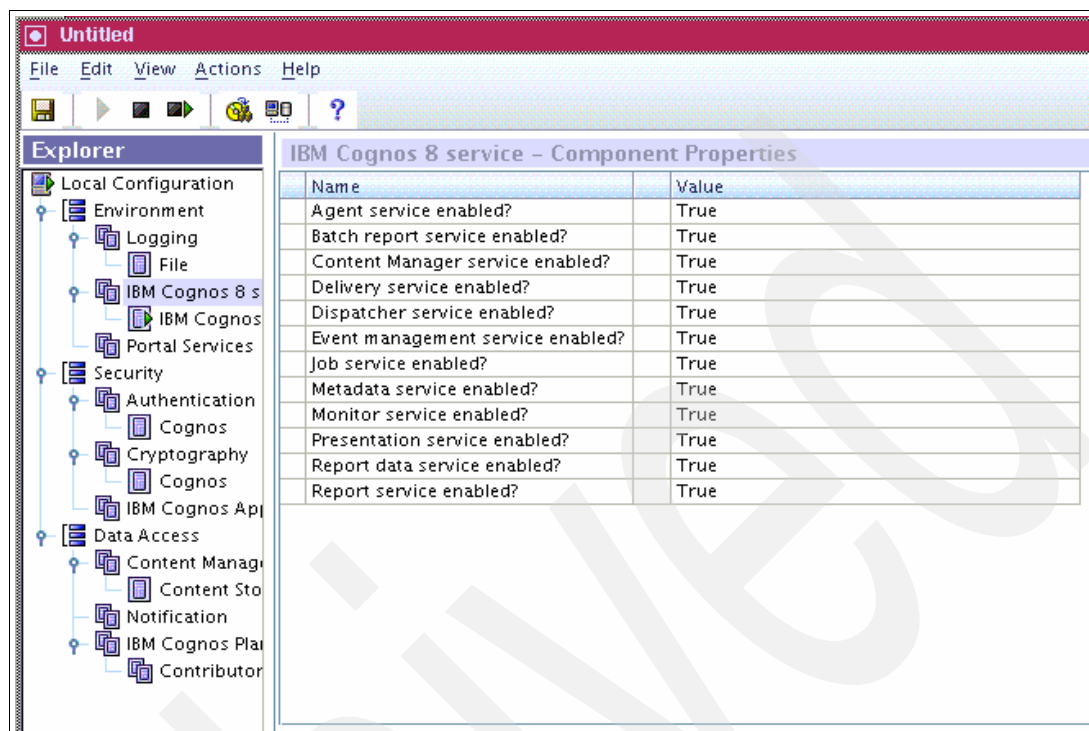 Untitled
File Edit View Actions Help
?
Explorer
Local Configuration
Environment
Logging
File
IBM Cognos 8 s
IBM Cognos
Portal Services
Security
Authentication
Cognos
Cryptography
Cognos
IBM Cognos Ap
Data Access
Content Manag
Content Sto
Notification
IBM Cognos Pla
Contributor
IBM Cognos 8 service – Component Properties
Name Value
Agent service enabled? True
Batch report service enabled? True
Content Manager service enabled? True
Delivery service enabled? True
Dispatcher service enabled? True
Event management service enabled? True
Job service enabled? True
Metadata service enabled? True
Monitor service enabled? True
Presentation service enabled? True
Report data service enabled? True
Report service enabled? True